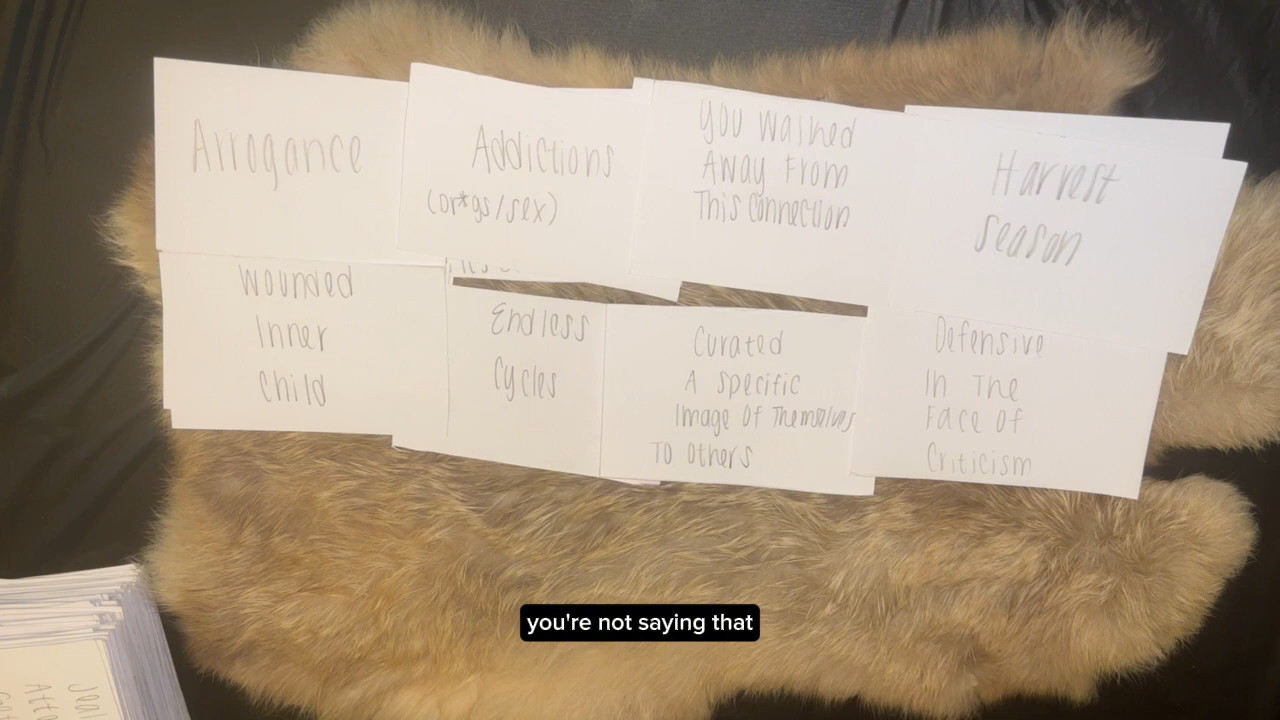 Arrogance
Addictions
(or*gs/sex)
You Walked
Away From
This Connection
Harvest
Season
Wounded
Inner
Child
Endless
Cycles
Curated
A Specific
Image Of Themselves
To Others
Defensive
In The
Face Of
Criticism
you're not saying that